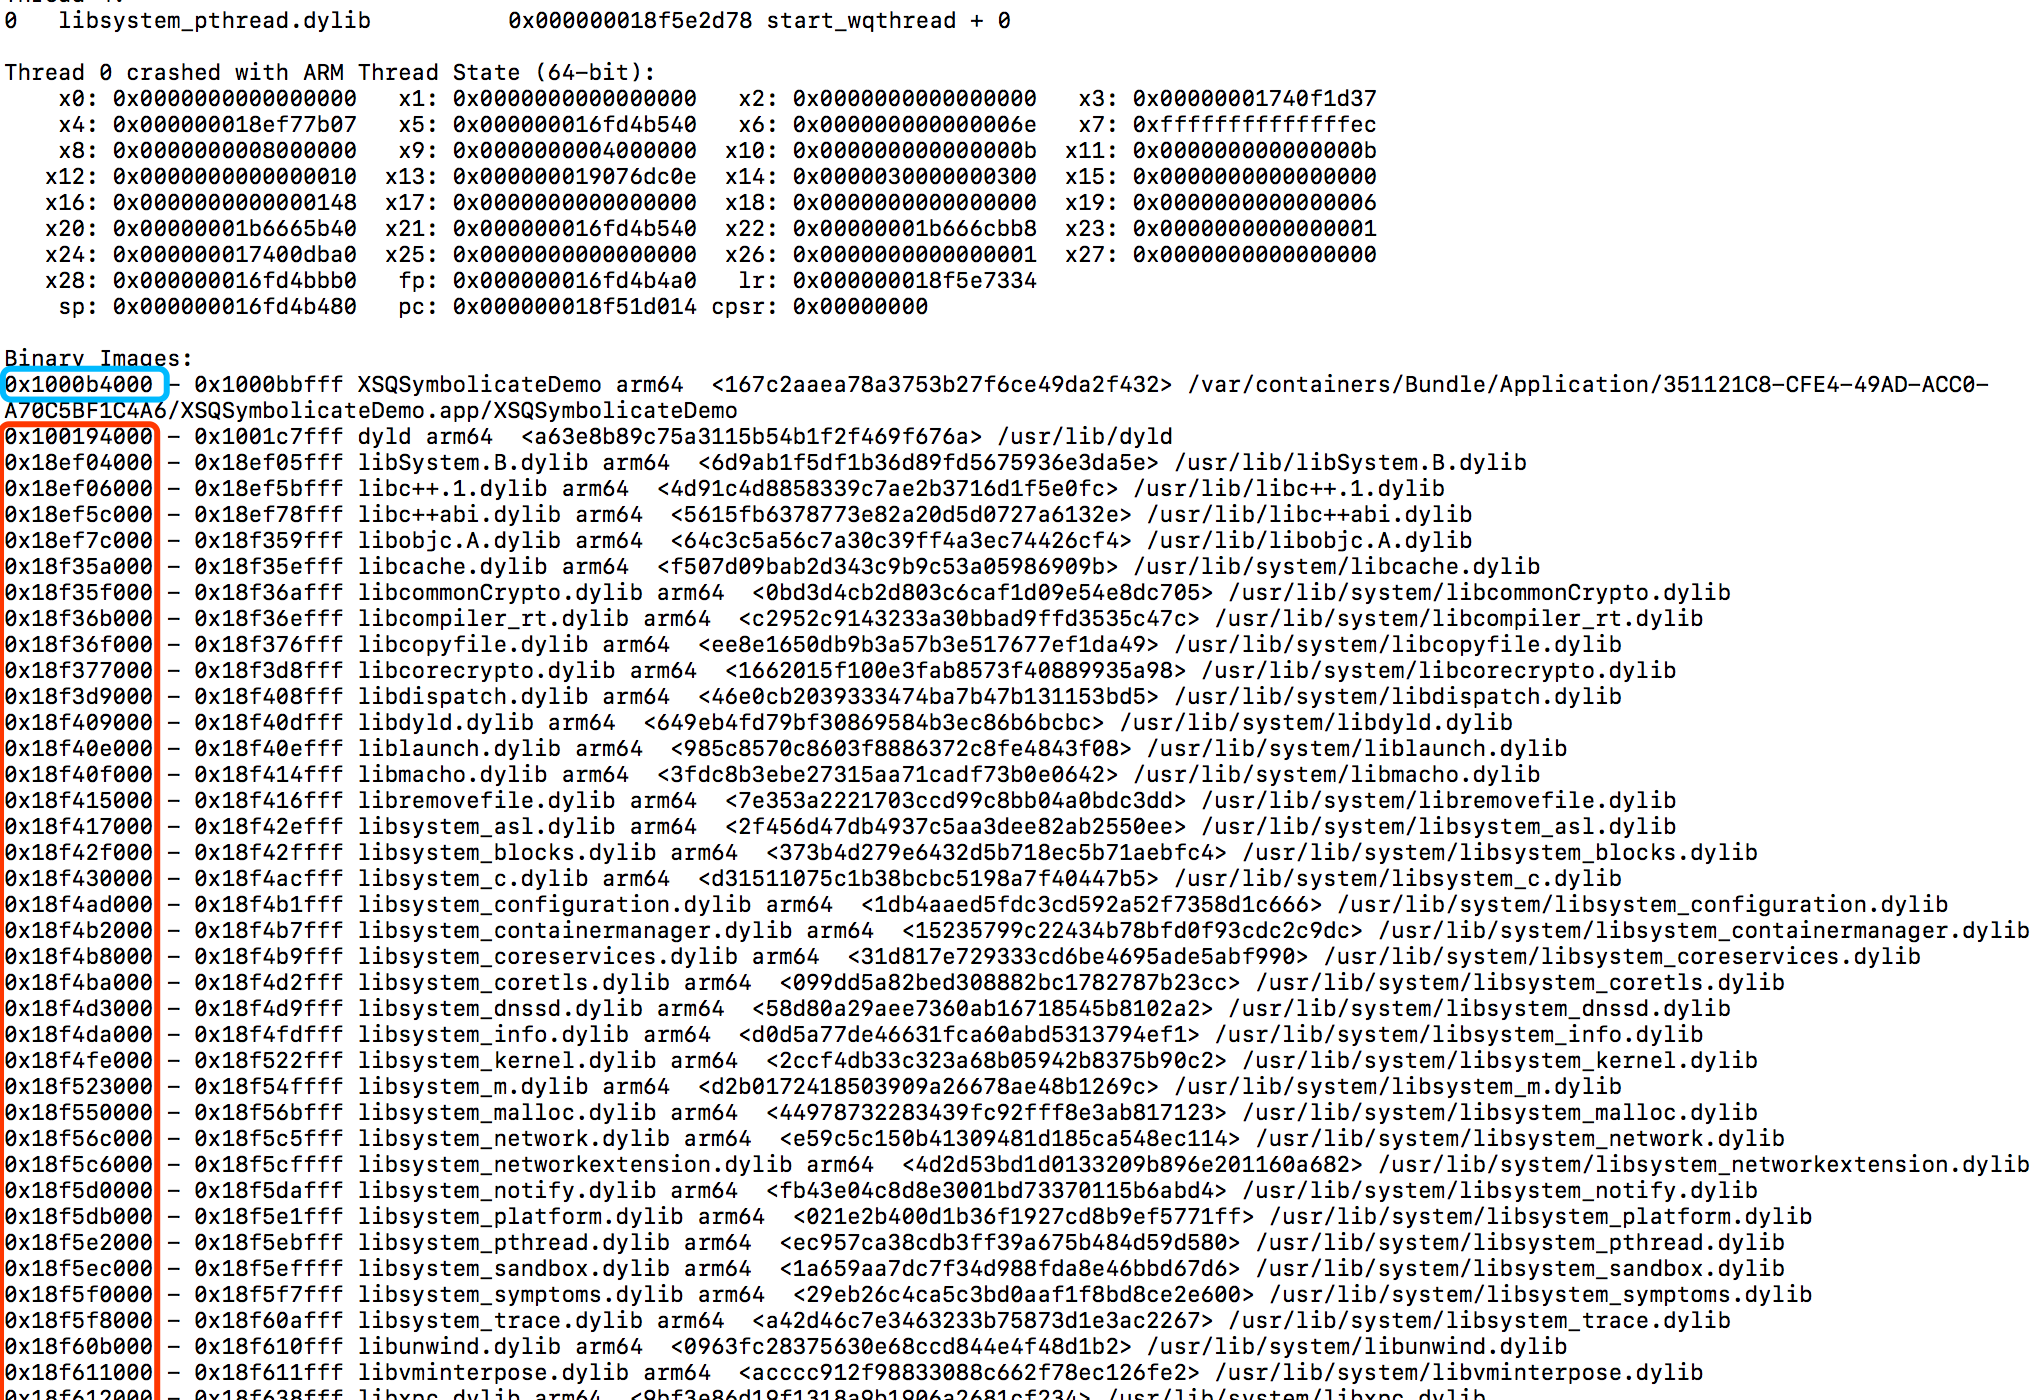 0   libsystem_pthread.dylib          0x000000018f5e2d78 start_wqthread + 0
Thread 0 crashed with ARM Thread State (64-bit):
x0: 0x0000000000000000   x1: 0x0000000000000000   x2: 0x0000000000000000   x3: 0x00000001740f1d37
x4: 0x000000018ef77b07   x5: 0x000000016fd4b540   x6: 0x000000000000006e   x7: 0xffffffffffffffec
x8: 0x0000000008000000   x9: 0x0000000004000000  x10: 0x000000000000000b  x11: 0x000000000000000b
x12: 0x0000000000000010  x13: 0x000000019076dc0e  x14: 0x0000030000000300  x15: 0x0000000000000000
x16: 0x0000000000000148  x17: 0x0000000000000000  x18: 0x0000000000000000  x19: 0x0000000000000006
x20: 0x00000001b6665b40  x21: 0x000000016fd4b540  x22: 0x00000001b666cbb8  x23: 0x0000000000000001
x24: 0x000000017400dba0  x25: 0x0000000000000000  x26: 0x0000000000000001  x27: 0x0000000000000000
x28: 0x000000016fd4bbb0   fp: 0x000000016fd4b4a0   lr: 0x000000018f5e7334
sp: 0x000000016fd4b480   pc: 0x000000018f51d014 cpsr: 0x00000000
Binary Images:
0x1000b4000 - 0x1000bbfff XSQSymbolicateDemo arm64  <167c2aaea78a3753b27f6ce49da2f432> /var/containers/Bundle/Application/351121C8-CFE4-49AD-ACC0-
A70C5BF1C4A6/XSQSymbolicateDemo.app/XSQSymbolicateDemo
0x100194000 - 0x1001c7fff dyld arm64  <a63e8b89c75a3115b54b1f2f469f676a> /usr/lib/dyld
0x18ef04000 - 0x18ef05fff libSystem.B.dylib arm64  <6d9ab1f5df1b36d89fd5675936e3da5e> /usr/lib/libSystem.B.dylib
0x18ef06000 - 0x18ef5bfff libc++.1.dylib arm64  <4d91c4d8858339c7ae2b3716d1f5e0fc> /usr/lib/libc++.1.dylib
0x18ef5c000 - 0x18ef78fff libc++abi.dylib arm64  <5615fb6378773e82a20d5d0727a6132e> /usr/lib/libc++abi.dylib
0x18ef7c000 - 0x18f359fff libobjc.A.dylib arm64  <64c3c5a56c7a30c39ff4a3ec74426cf4> /usr/lib/libobjc.A.dylib
0x18f35a000 - 0x18f35efff libcache.dylib arm64  <f507d09bab2d343c9b9c53a05986909b> /usr/lib/system/libcache.dylib
0x18f35f000 - 0x18f36afff libcommonCrypto.dylib arm64  <0bd3d4cb2d803c6caf1d09e54e8dc705> /usr/lib/system/libcommonCrypto.dylib
0x18f36b000 - 0x18f36efff libcompiler_rt.dylib arm64  <c2952c9143233a30bbad9ffd3535c47c> /usr/lib/system/libcompiler_rt.dylib
0x18f36f000 - 0x18f376fff libcopyfile.dylib arm64  <ee8e1650db9b3a57b3e517677ef1da49> /usr/lib/system/libcopyfile.dylib
0x18f377000 - 0x18f3d8fff libcorecrypto.dylib arm64  <1662015f100e3fab8573f40889935a98> /usr/lib/system/libcorecrypto.dylib
0x18f3d9000 - 0x18f408fff libdispatch.dylib arm64  <46e0cb2039333474ba7b47b131153bd5> /usr/lib/system/libdispatch.dylib
0x18f409000 - 0x18f40dfff libdyld.dylib arm64  <649eb4fd79bf30869584b3ec86b6bcbc> /usr/lib/system/libdyld.dylib
0x18f40e000 - 0x18f40efff liblaunch.dylib arm64  <985c8570c8603f8886372c8fe4843f08> /usr/lib/system/liblaunch.dylib
0x18f40f000 - 0x18f414fff libmacho.dylib arm64  <3fdc8b3ebe27315aa71cadf73b0e0642> /usr/lib/system/libmacho.dylib
0x18f415000 - 0x18f416fff libremovefile.dylib arm64  <7e353a2221703ccd99c8bb04a0bdc3dd> /usr/lib/system/libremovefile.dylib
0x18f417000 - 0x18f42efff libsystem_asl.dylib arm64  <2f456d47db4937c5aa3dee82ab2550ee> /usr/lib/system/libsystem_asl.dylib
0x18f42f000 - 0x18f42ffff libsystem_blocks.dylib arm64  <373b4d279e6432d5b718ec5b71aebfc4> /usr/lib/system/libsystem_blocks.dylib
0x18f430000 - 0x18f4acfff libsystem_c.dylib arm64  <d31511075c1b38bcbc5198a7f40447b5> /usr/lib/system/libsystem_c.dylib
0x18f4ad000 - 0x18f4b1fff libsystem_configuration.dylib arm64  <1db4aaed5fdc3cd592a52f7358d1c666> /usr/lib/system/libsystem_configuration.dylib
0x18f4b2000 - 0x18f4b7fff libsystem_containermanager.dylib arm64  <15235799c22434b78bfd0f93cdc2c9dc> /usr/lib/system/libsystem_containermanager.dylib
0x18f4b8000 - 0x18f4b9fff libsystem_coreservices.dylib arm64  <31d817e729333cd6be4695ade5abf990> /usr/lib/system/libsystem_coreservices.dylib
0x18f4ba000 - 0x18f4d2fff libsystem_coretls.dylib arm64  <099dd5a82bed308882bc1782787b23cc> /usr/lib/system/libsystem_coretls.dylib
0x18f4d3000 - 0x18f4d9fff libsystem_dnssd.dylib arm64  <58d80a29aee7360ab16718545b8102a2> /usr/lib/system/libsystem_dnssd.dylib
0x18f4da000 - 0x18f4fdfff libsystem_info.dylib arm64  <d0d5a77de46631fca60abd5313794ef1> /usr/lib/system/libsystem_info.dylib
0x18f4fe000 - 0x18f522fff libsystem_kernel.dylib arm64  <2ccf4db33c323a68b05942b8375b90c2> /usr/lib/system/libsystem_kernel.dylib
0x18f523000 - 0x18f54ffff libsystem_m.dylib arm64  <d2b0172418503909a26678ae48b1269c> /usr/lib/system/libsystem_m.dylib
0x18f550000 - 0x18f56bfff libsystem_malloc.dylib arm64  <44978732283439fc92fff8e3ab817123> /usr/lib/system/libsystem_malloc.dylib
0x18f56c000 - 0x18f5c5fff libsystem_network.dylib arm64  <e59c5c150b41309481d185ca548ec114> /usr/lib/system/libsystem_network.dylib
0x18f5c6000 - 0x18f5cffff libsystem_networkextension.dylib arm64  <4d2d53bd1d0133209b896e201160a682> /usr/lib/system/libsystem_networkextension.dylib
0x18f5d0000 - 0x18f5dafff libsystem_notify.dylib arm64  <fb43e04c8d8e3001bd73370115b6abd4> /usr/lib/system/libsystem_notify.dylib
0x18f5db000 - 0x18f5e1fff libsystem_platform.dylib arm64  <021e2b400d1b36f1927cd8b9ef5771ff> /usr/lib/system/libsystem_platform.dylib
0x18f5e2000 - 0x18f5ebfff libsystem_pthread.dylib arm64  <ec957ca38cdb3ff39a675b484d59d580> /usr/lib/system/libsystem_pthread.dylib
0x18f5ec000 - 0x18f5effff libsystem_sandbox.dylib arm64  <1a659aa7dc7f34d988fda8e46bbd67d6> /usr/lib/system/libsystem_sandbox.dylib
0x18f5f0000 - 0x18f5f7fff libsystem_symptoms.dylib arm64  <29eb26c4ca5c3bd0aaf1f8bd8ce2e600> /usr/lib/system/libsystem_symptoms.dylib
0x18f5f8000 - 0x18f60afff libsystem_trace.dylib arm64  <a42d46c7e3463233b75873d1e3ac2267> /usr/lib/system/libsystem_trace.dylib
0x18f60b000 - 0x18f610fff libunwind.dylib arm64  <0963fc28375630e68ccd844e4f48d1b2> /usr/lib/system/libunwind.dylib
0x18f611000 - 0x18f611fff libvminterpose.dylib arm64  <acccc912f98833088c662f78ec126fe2> /usr/lib/system/libvminterpose.dylib
0x18f612000 - 0x18f638fff libxpc.dylib arm64  <9bf3e86d19f1318a9b1906a2681cf234> /usr/lib/system/libxpc.dylib